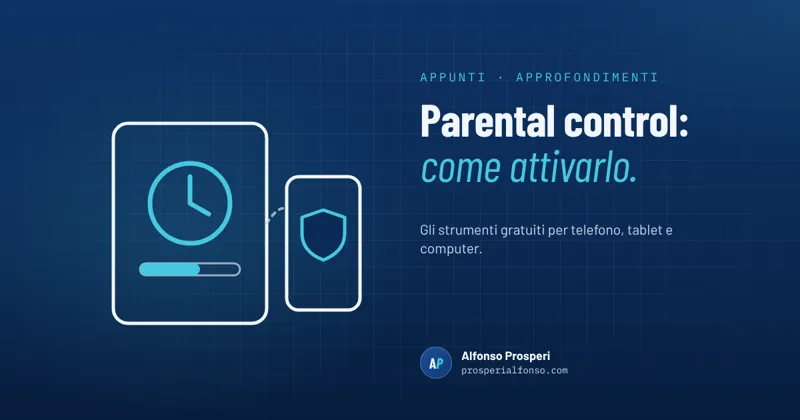 APPUNTI · APPROFONDIMENTI
Parental control:
come attivarlo.
Gli strumenti gratuiti per telefono, tablet e
computer.
AP
Alfonso Prosperi
prosperialfonso.com